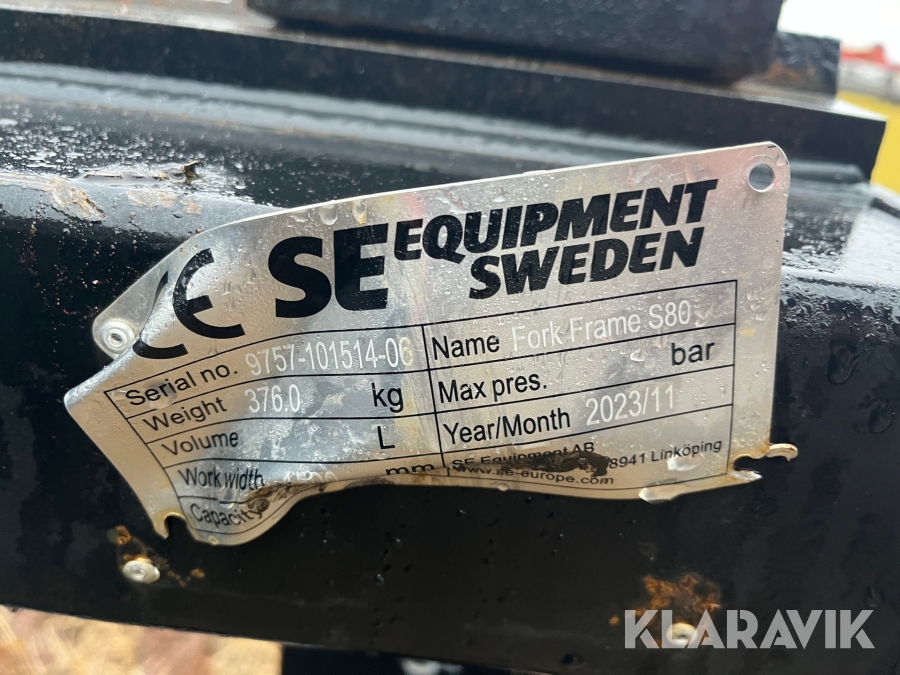 CE SE EQUIPMENT SWEDEN
Serial no. 9757-101514-06
Name Fork Frame S80
Weight 376.0 kg
Max pres. bar
Volume L
Year/Month 2023/11
Work width mm
SE Equipment AB
8941 Linköping
www.se-europe.com
Capacity
KLARAVIK